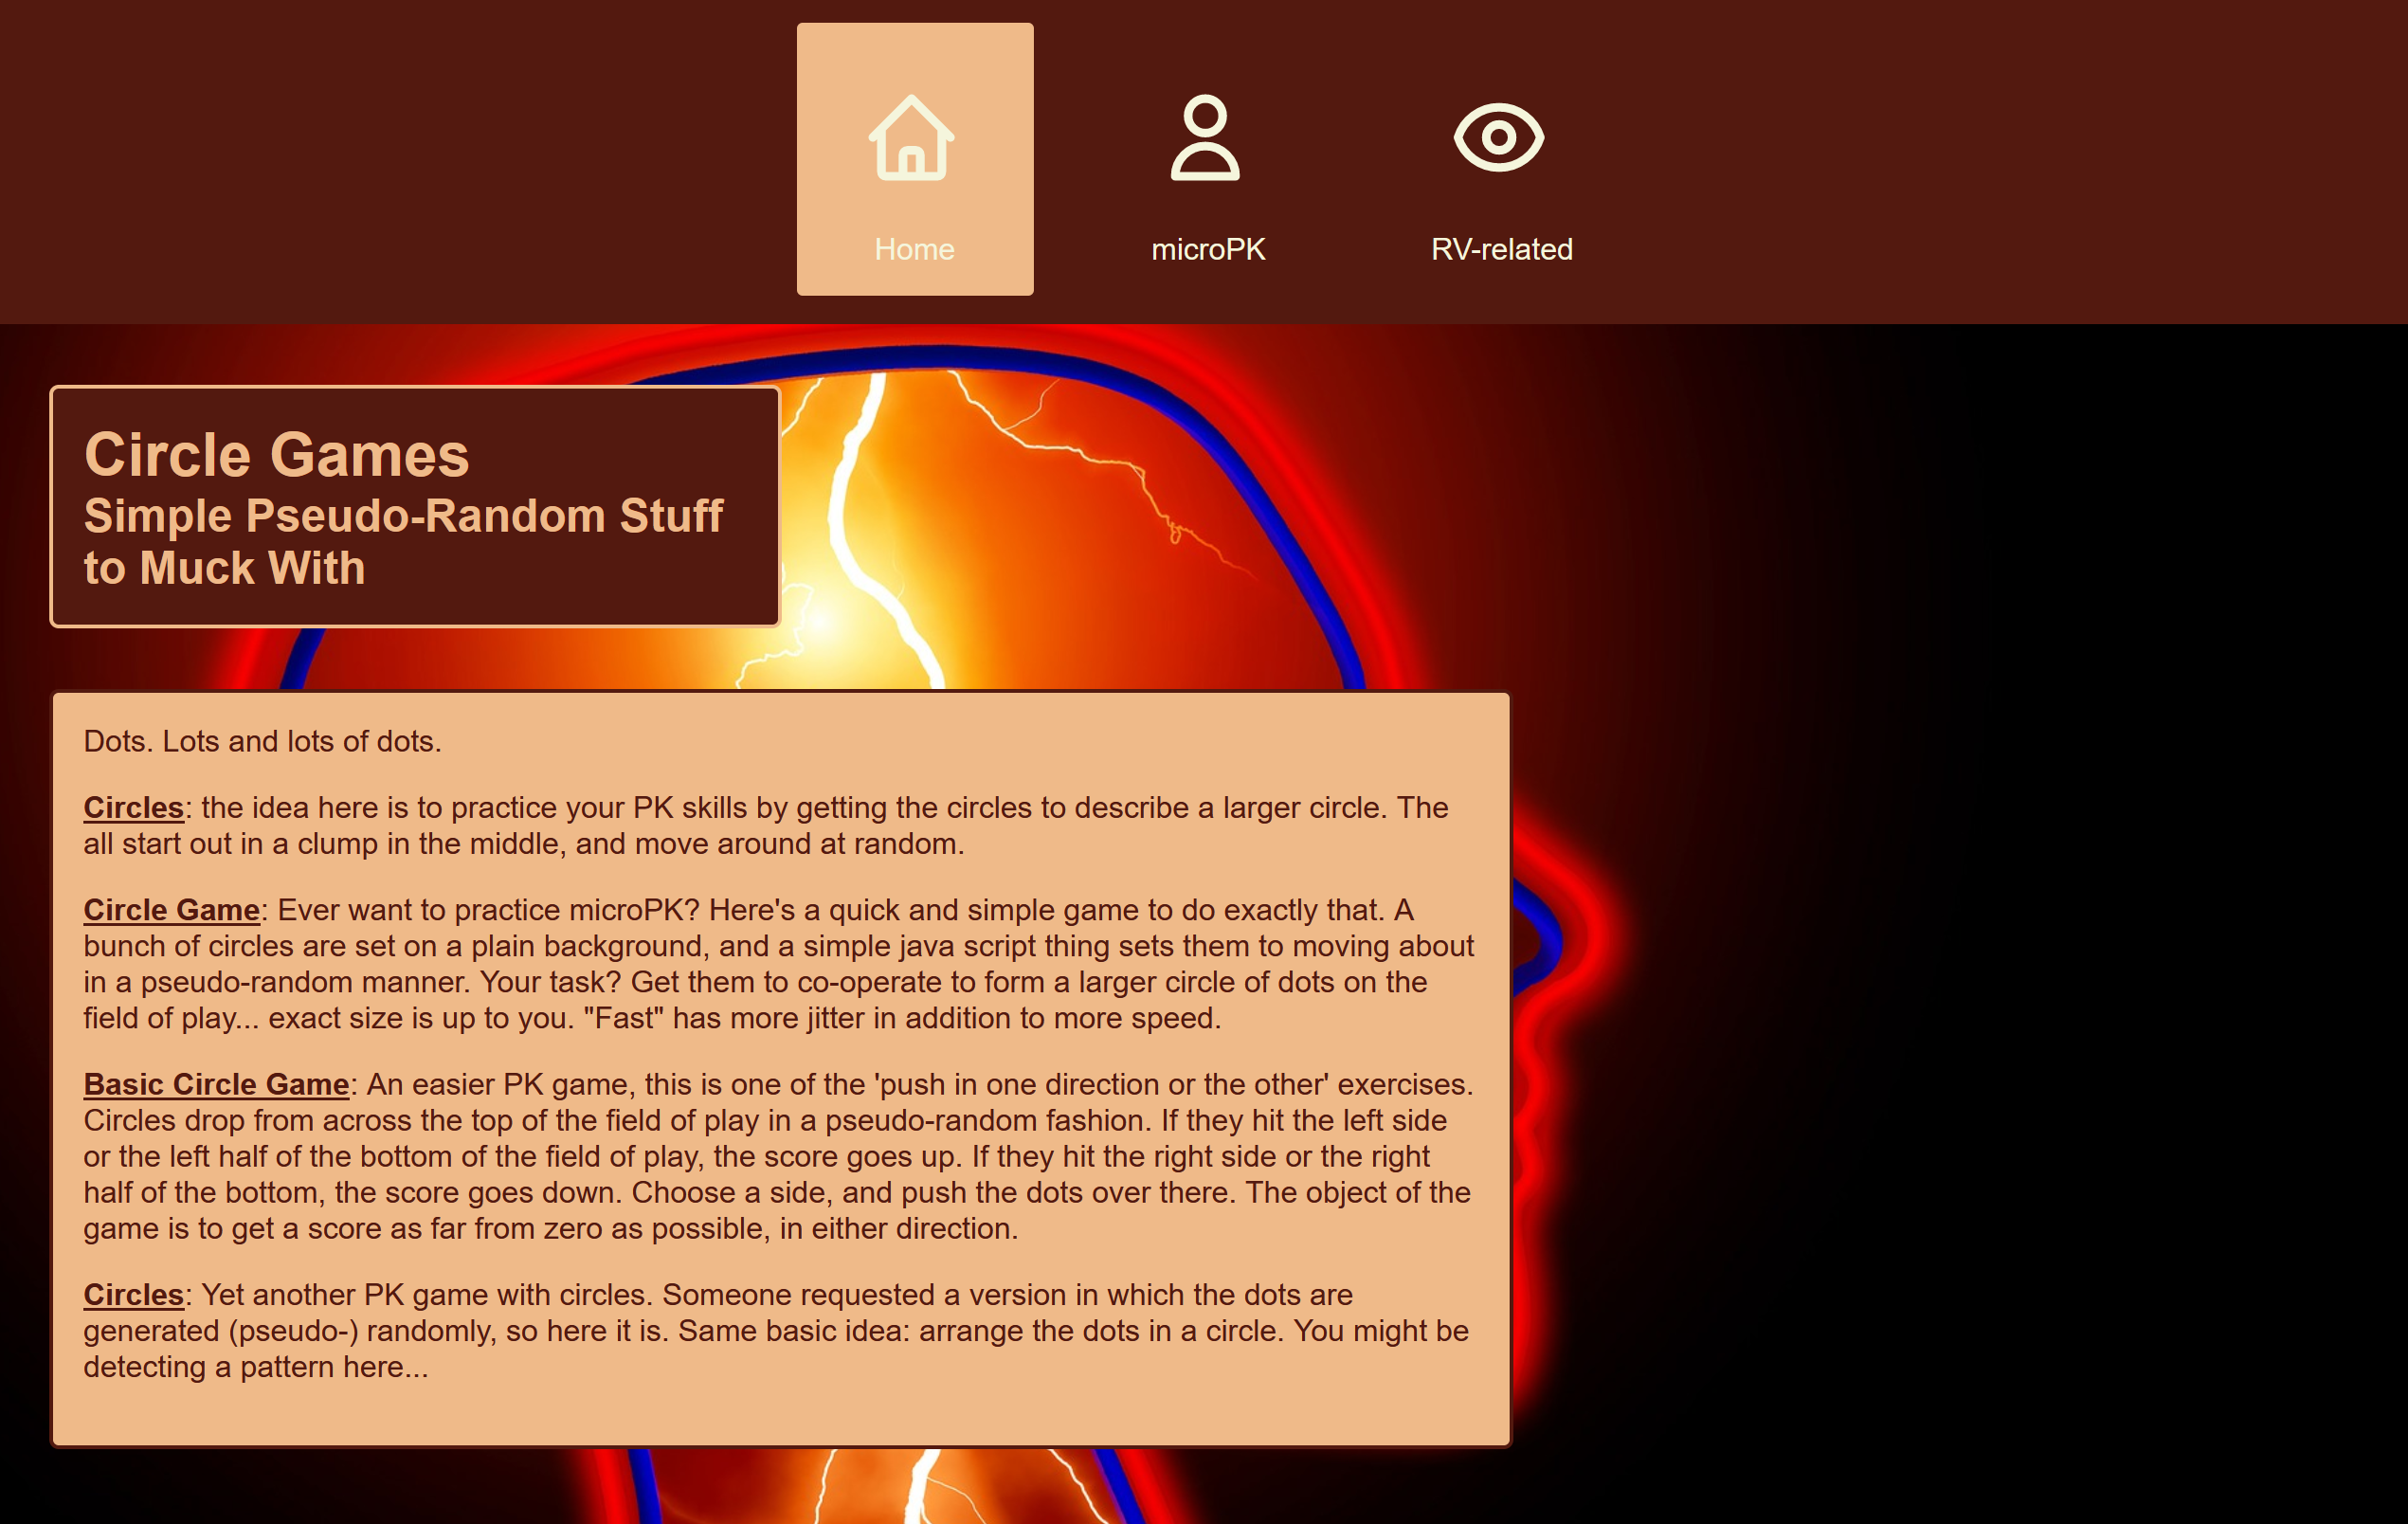 Home
microPK
RV-related
Circle Games
Simple Pseudo-Random Stuff
to Muck With
Dots. Lots and lots of dots.
Circles: the idea here is to practice your PK skills by getting the circles to describe a larger circle. The
all start out in a clump in the middle, and move around at random.
Circle Game: Ever want to practice microPK? Here's a quick and simple game to do exactly that. A
bunch of circles are set on a plain background, and a simple java script thing sets them to moving about
in a pseudo-random manner. Your task? Get them to co-operate to form a larger circle of dots on the
field of play... exact size is up to you. "Fast" has more jitter in addition to more speed.
Basic Circle Game: An easier PK game, this is one of the 'push in one direction or the other' exercises.
Circles drop from across the top of the field of play in a pseudo-random fashion. If they hit the left side
or the left half of the bottom of the field of play, the score goes up. If they hit the right side or the right
half of the bottom, the score goes down. Choose a side, and push the dots over there. The object of the
game is to get a score as far from zero as possible, in either direction.
Circles: Yet another PK game with circles. Someone requested a version in which the dots are
generated (pseudo-) randomly, so here it is. Same basic idea: arrange the dots in a circle. You might be
detecting a pattern here...